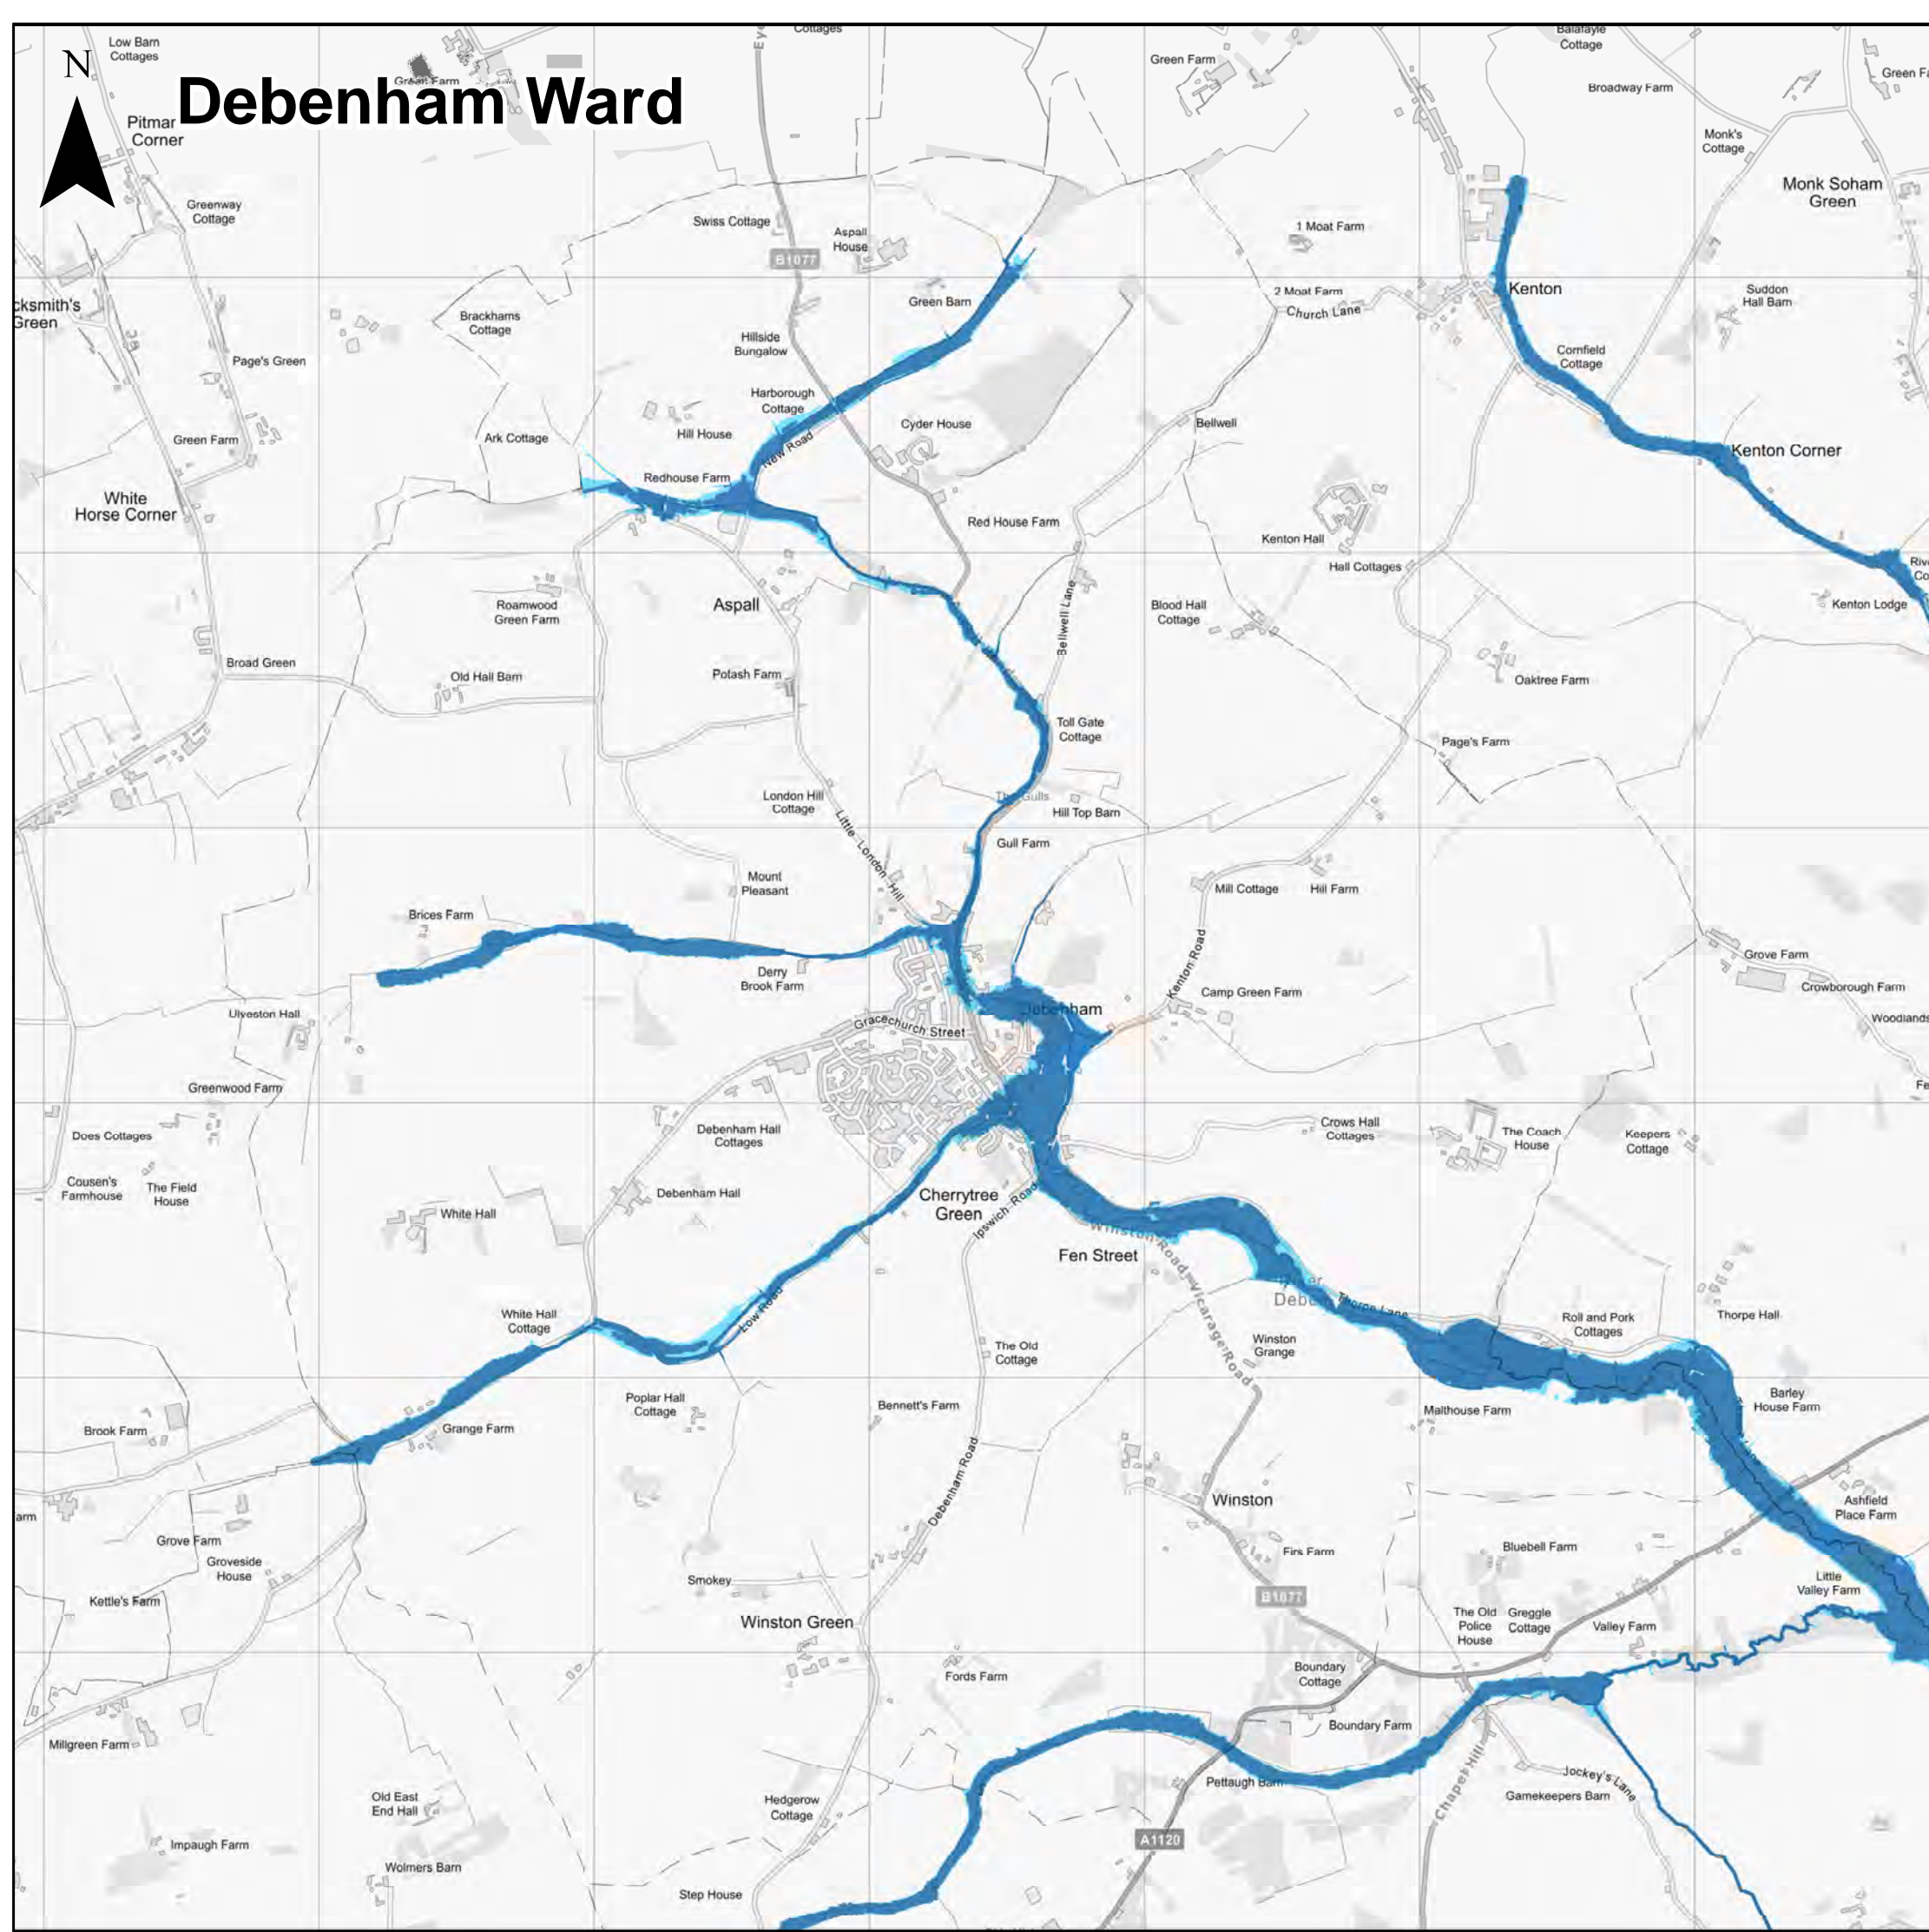 N
Debenham Ward
Low Barn
Cottages
Green Farm
Cottages
Green Farm
Balafayle
Cottage
Broadway Farm
Monk's
Cottage
Monk Soham
Green
Pitman
Corner
Greenway
Cottage
Swiss Cottage
Aspall
House
B1077
1 Moat Farm
2 Moat Farm
Church Lane
Kenton
Suddon
Hall Barn
Green Barn
cksmith's
Green
Brackhams
Cottage
Hillside
Bungalow
Page's Green
Cornfield
Cottage
Harborough
Cottage
New Road
Cyder House
Bellwell
Green Farm
Ark Cottage
Hill House
Kenton Corner
Redhouse Farm
White
Horse Corner
Red House Farm
Kenton Hall
Hall Cottages
Kenton Lodge
Roamwood
Green Farm
Aspall
Bellwell Lane
Blood Hall
Cottage
Broad Green
Old Hall Barn
Potash Farm
Oaktree Farm
Toll Gate
Cottage
Page's Farm
London Hill
Cottage
Little London Hill
The Gulls
Hill Top Barn
Gull Farm
Mount
Pleasant
Mill Cottage
Hill Farm
Brices Farm
Kenton Road
Grove Farm
Crowborough Farm
Derry
Brook Farm
Camp Green Farm
Debenham
Woodlands
Ulveston Hall
Gracechurch Street
Greenwood Farm
Does Cottages
Debenham Hall
Cottages
Crows Hall
Cottages
The Coach
House
Keepers
Cottage
Cousen's
Farmhouse
The Field
House
Debenham Hall
White Hall
Cherrytree
Green
Ipswich Road
Winston Road
Fen Street
Vicarage Road
River
Deben
Thorpe Lane
White Hall
Cottage
Low Road
Roll and Pork
Cottages
Thorpe Hall
The Old
Cottage
Winston
Grange
Poplar Hall
Cottage
Bennett's Farm
Malthouse Farm
Barley
House Farm
Brook Farm
Grange Farm
Debenham Road
Winston
Ashfield
Place Farm
arm
Grove Farm
Groveside
House
Firs Farm
Bluebell Farm
Kettle's Farm
Smokey
B1077
Little
Valley Farm
Winston Green
The Old
Police
House
Greggle
Cottage
Valley Farm
Fords Farm
Boundary
Cottage
Millgreen Farm
Boundary Farm
Pettaugh Barn
Chapel Hill
Jockey's Lane
Gamekeepers Barn
Old East
End Hall
Hedgerow
Cottage
Impaugh Farm
A1120
Wolmers Barn
Step House